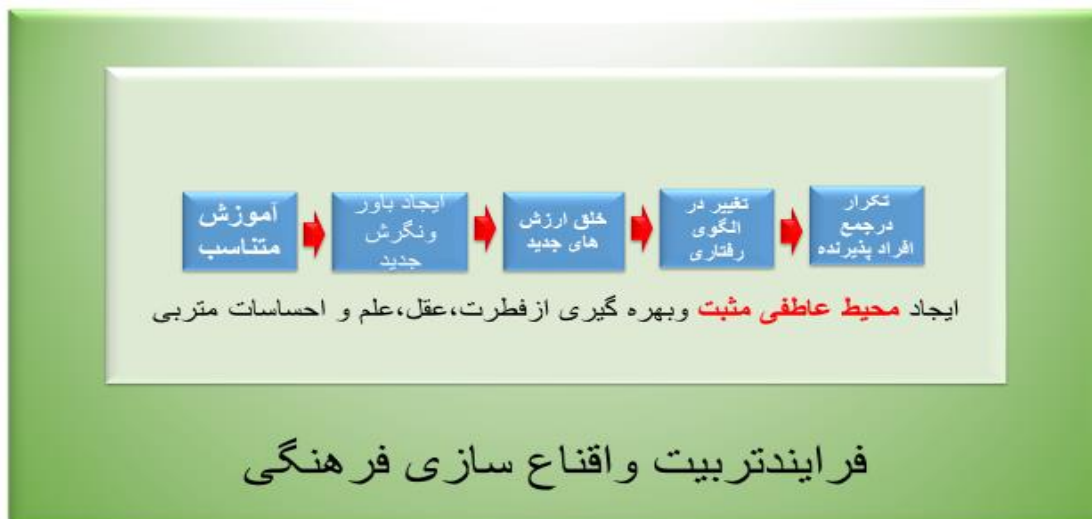 آموزش
متناسب
ایجاد باور
ونگرش
جدید
خلق ارزش
های جدید
تغییر در
الگوی
رفتاری
تکرار
درجمع
افراد پذیرنده
ایجاد محیط عاطفی مثبت وبهره گیری ازفطرت،عقل،علم و احساسات متربی
فرایندتربیت واقناع سازی فرهنگی